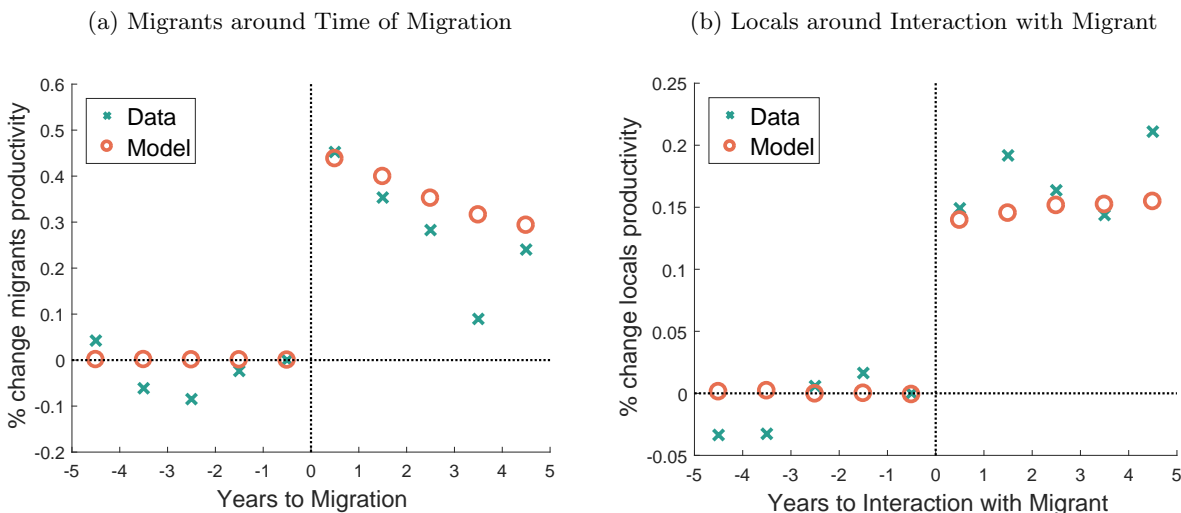 (a) Migrants around Time of Migration
0.6
0.5
0.4
0.3
0.2
0.1
0
-0.1
-0.2
% change migrants productivity
Data
Model
-5 -4 -3 -2 -1 0 1 2 3 4 5
Years to Migration
(b) Locals around Interaction with Migrant
0.25
0.2
0.15
0.1
0.05
0
-0.05
% change locals productivity
Data
Model
-5 -4 -3 -2 -1 0 1 2 3 4 5
Years to Interaction with Migrant